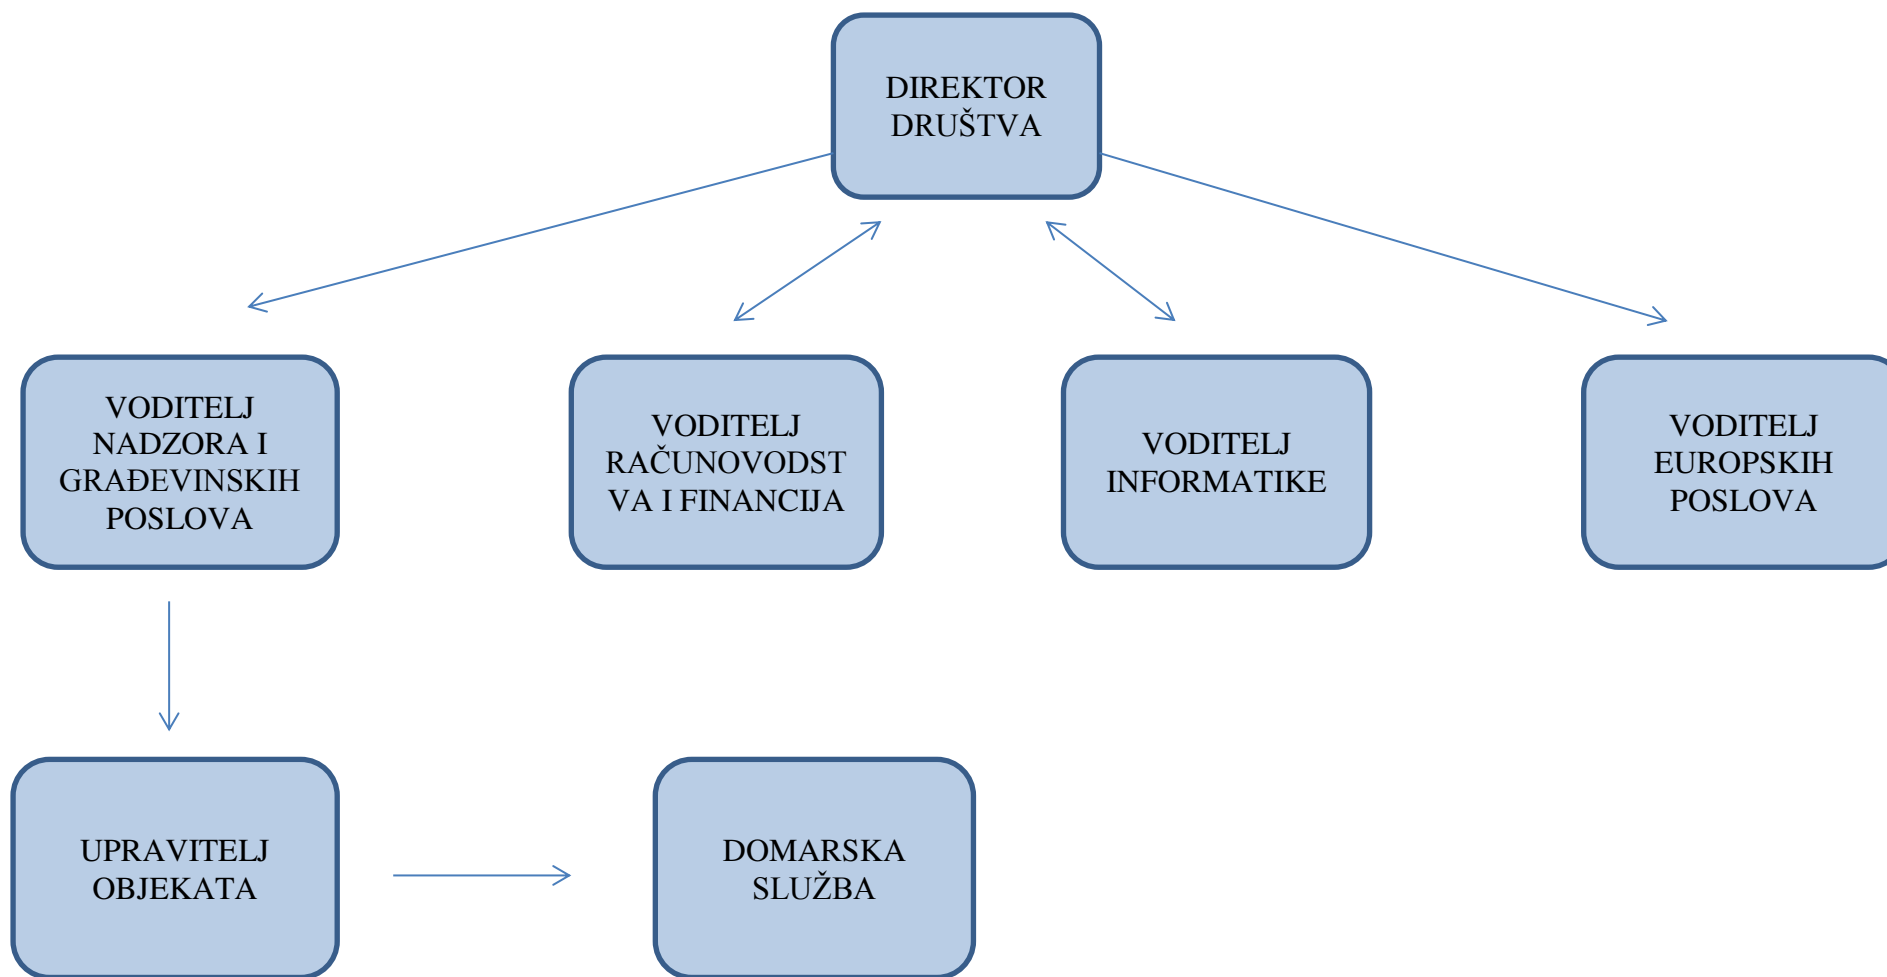 DIREKTOR
DRUŠTVA
VODITELJ
NADZORA I
GRAĐEVINSKIH
POSLOVA
VODITELJ
RAČUNOVODST
VA I FINANCIJA
VODITELJ
INFORMATIKE
VODITELJ
EUROPSKIH
POSLOVA
UPRAVITELJ
OBJEKATA
DOMARSKA
SLUŽBA